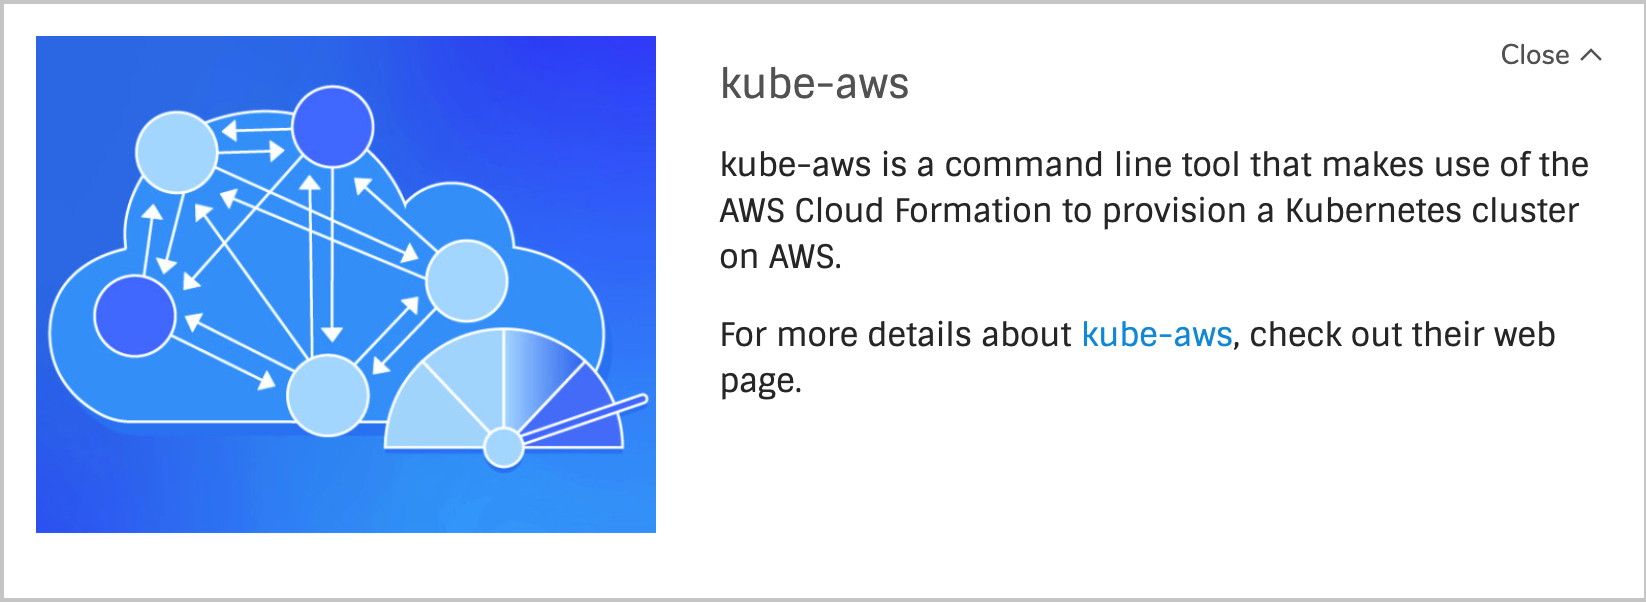 Close
kube-aws
kube-aws is a command line tool that makes use of the
AWS Cloud Formation to provision a Kubernetes cluster
on AWS.
For more details about kube-aws, check out their web
page.